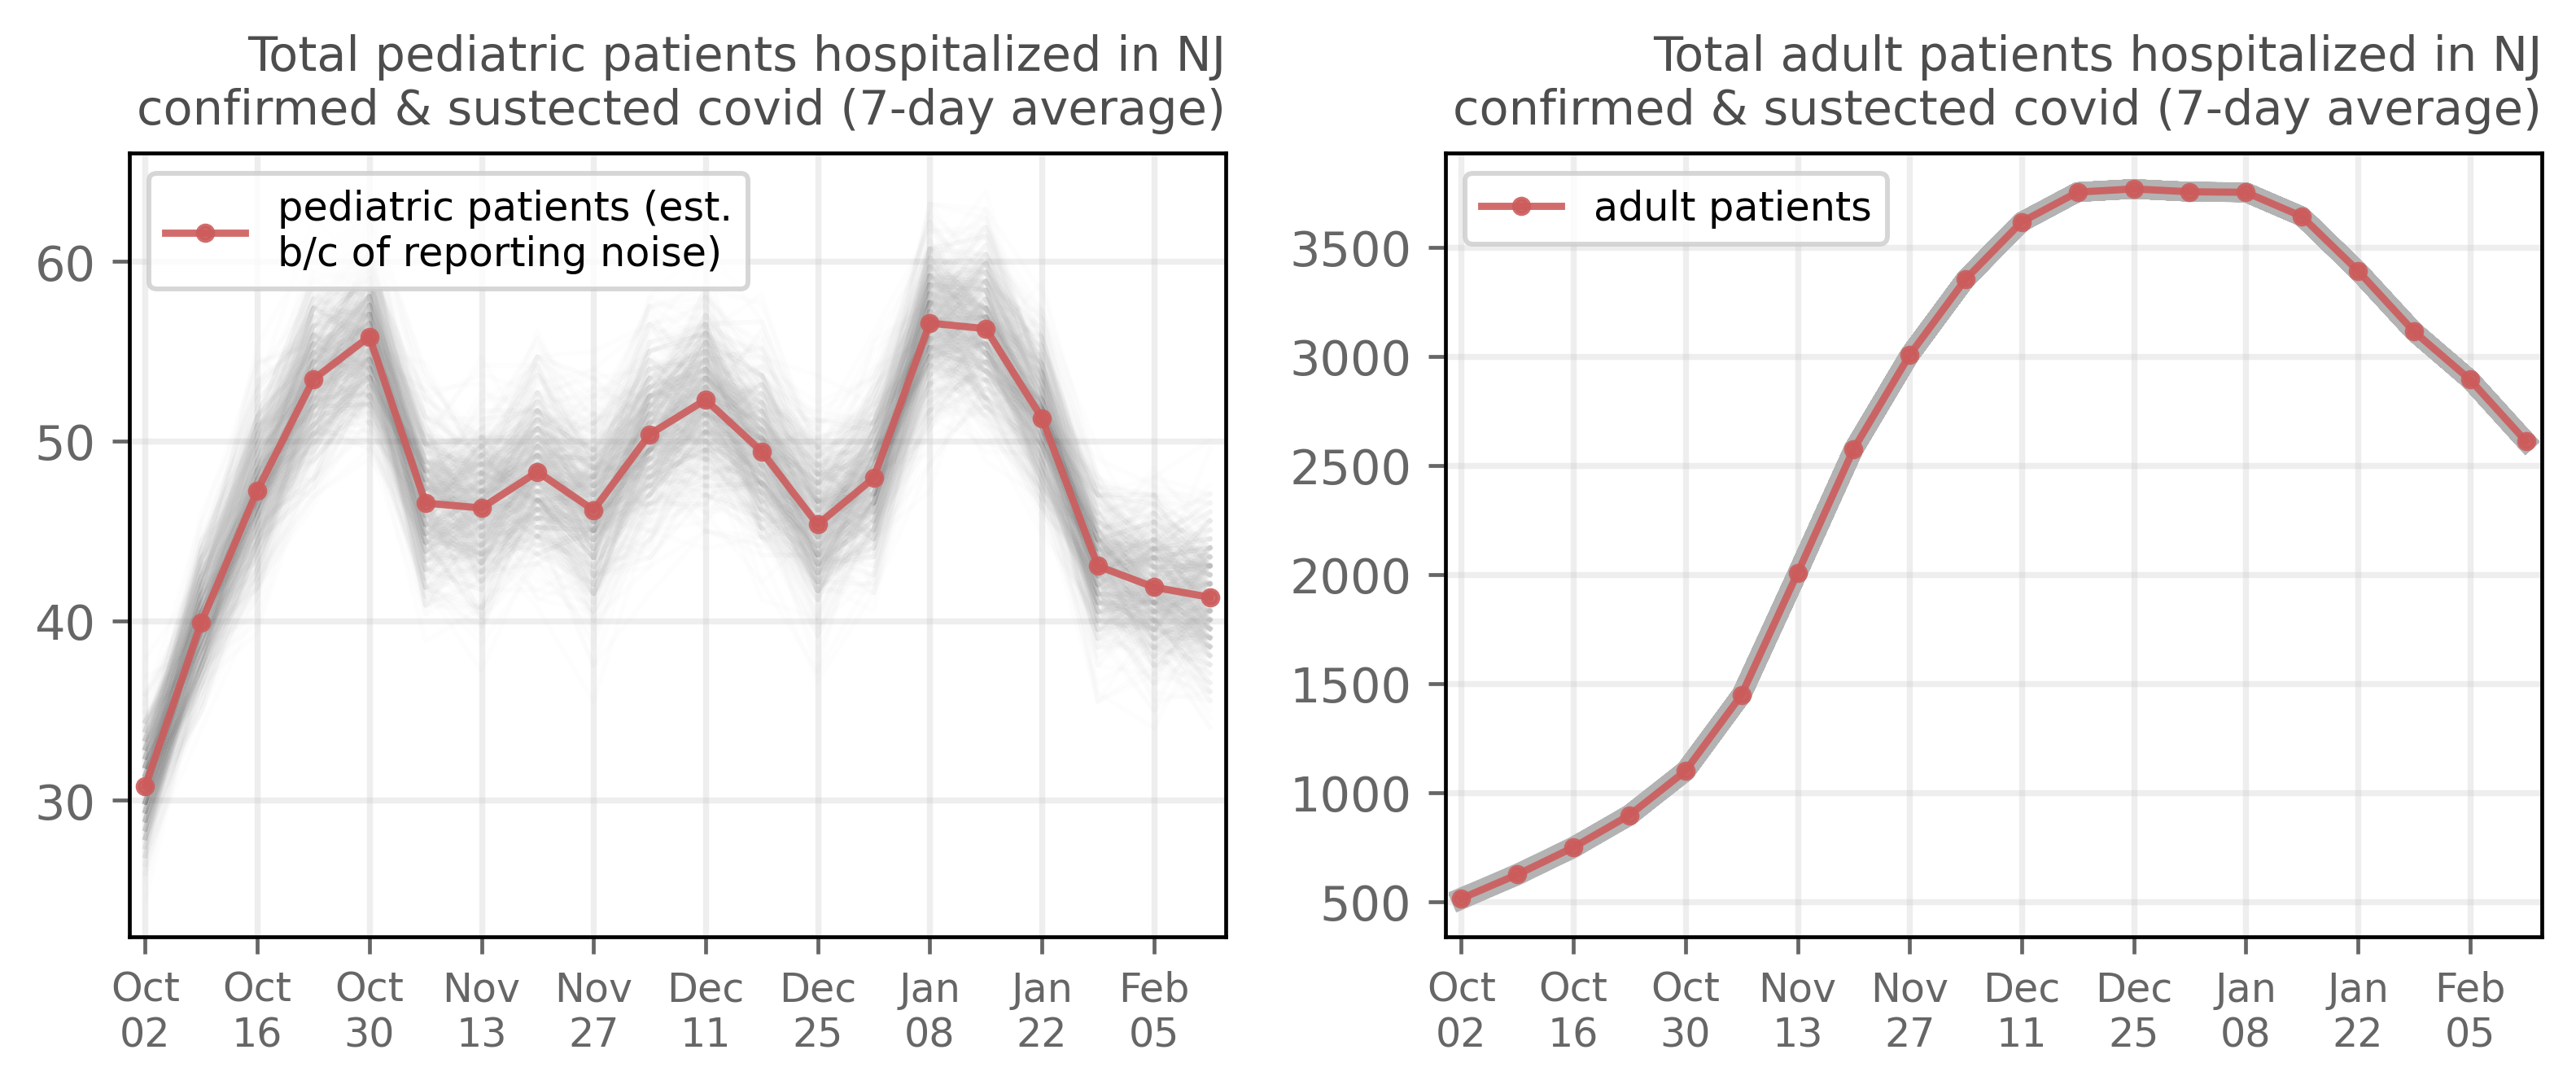 Total pediatric patients hospitalized in NJ
confirmed & sustected covid (7-day average)
pediatric patients (est.
b/c of reporting noise)
60
50
40
30
Oct Oct Oct Nov Nov Dec Dec Jan Jan Feb
02 16 30 13 27 11 25 08 22 05
Total adult patients hospitalized in NJ
confirmed & sustected covid (7-day average)
adult patients
3500
3000
2500
2000
1500
1000
500
Oct Oct Oct Nov Nov Dec Dec Jan Jan Feb
02 16 30 13 27 11 25 08 22 05